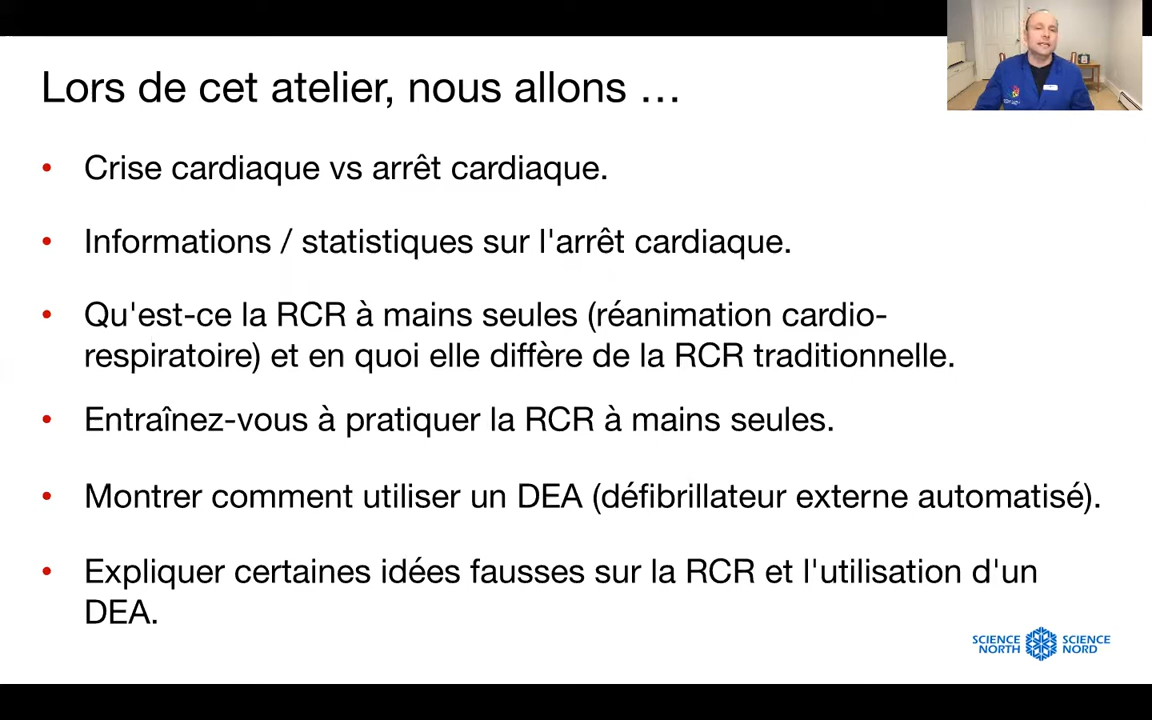 Lors de cet atelier, nous allons …
• Crise cardiaque vs arrêt cardiaque.
• Informations / statistiques sur l'arrêt cardiaque.
• Qu'est-ce la RCR à mains seules (réanimation cardio-
respiratoire) et en quoi elle diffère de la RCR traditionnelle.
• Entraînez-vous à pratiquer la RCR à mains seules.
• Montrer comment utiliser un DEA (défibrillateur externe automatisé).
• Expliquer certaines idées fausses sur la RCR et l'utilisation d'un
DEA.
SCIENCE SCIENCE
NORTH NORD